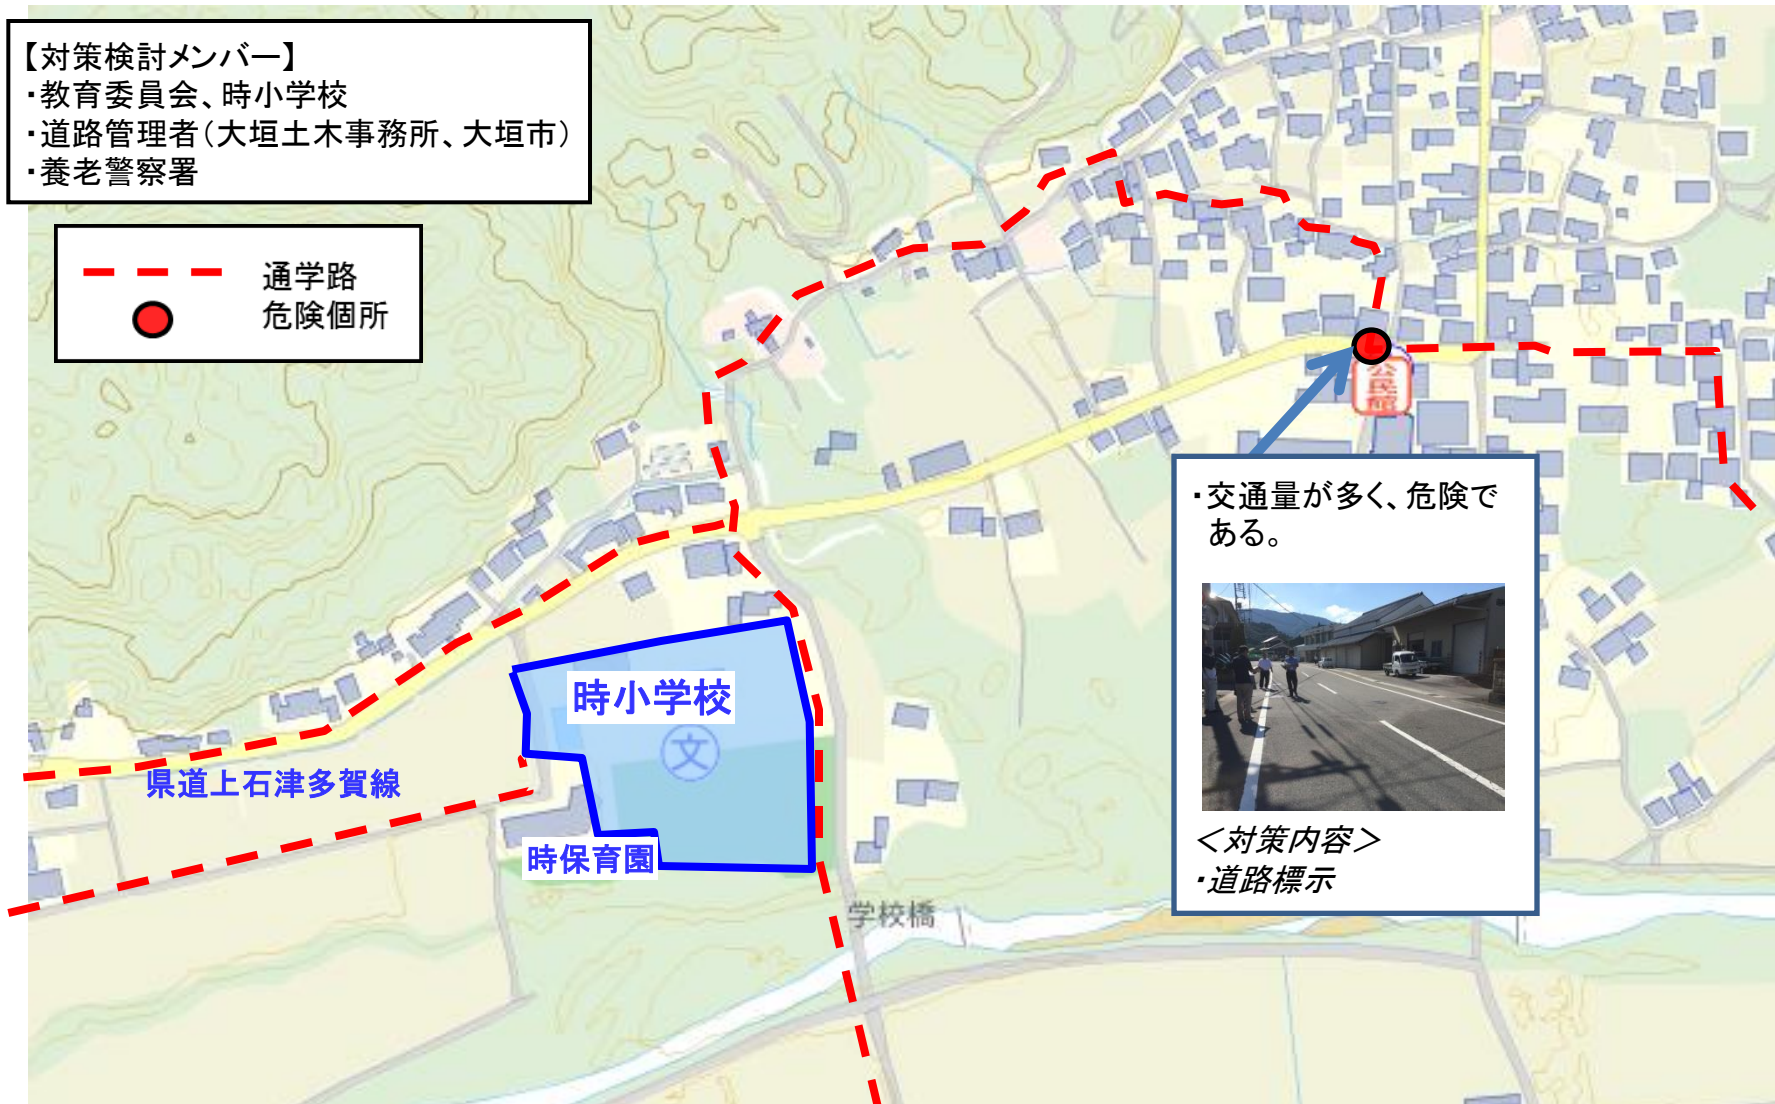 【対策検討メンバー】
・教育委員会、時小学校
・道路管理者（大垣土木事務所、大垣市）
・養老警察署
通学路
危険個所
公民館
・交通量が多く、危険で
ある。
＜対策内容＞
・道路標示
時小学校
文
県道上石津多賀線
時保育園
学校橋